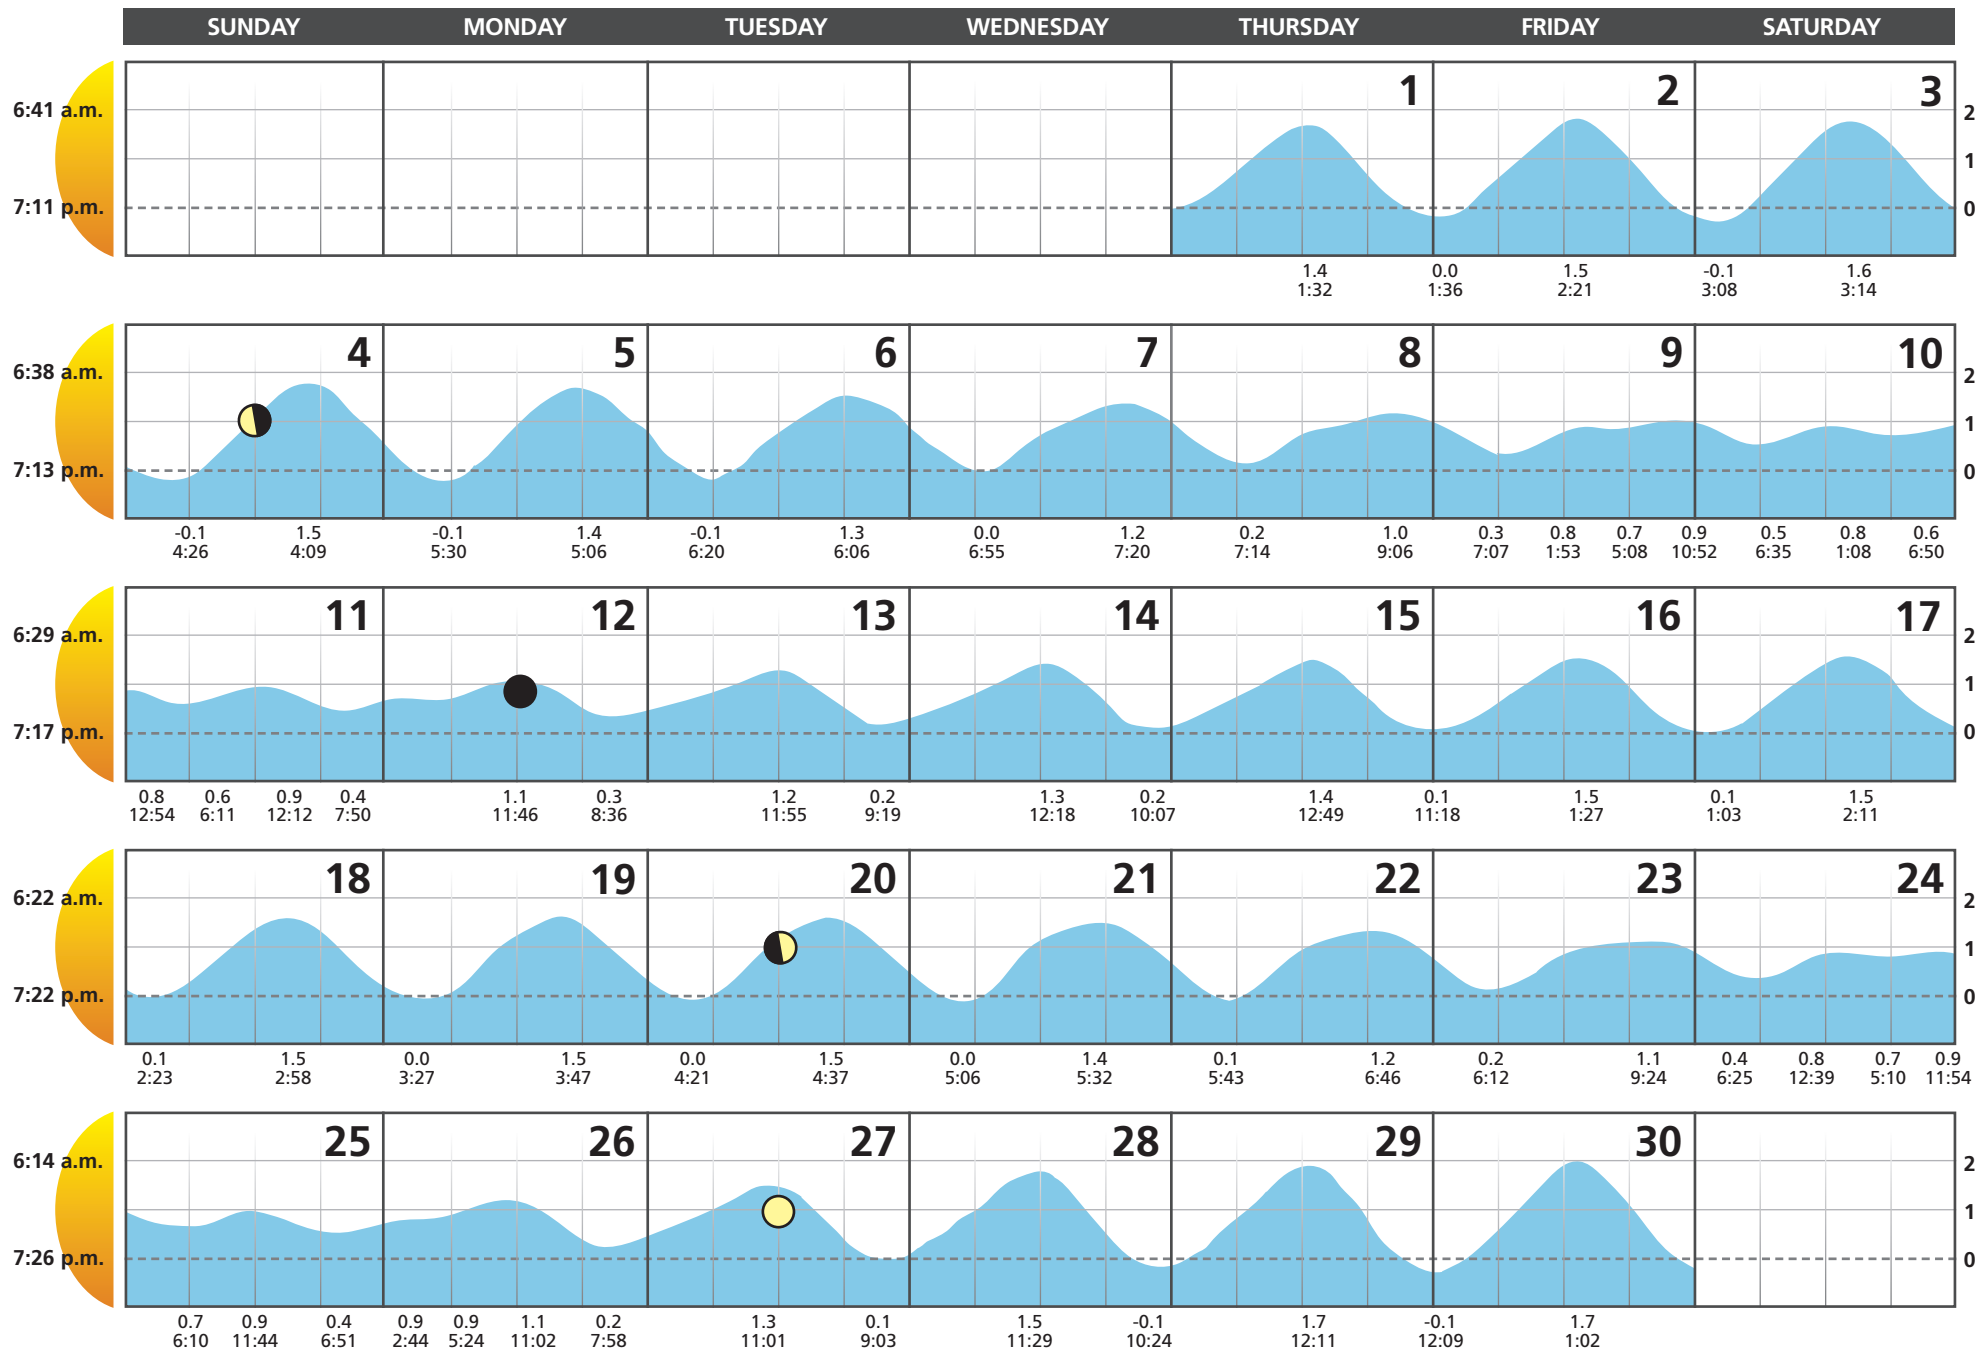 SUNDAY MONDAY TUESDAY WEDNESDAY THURSDAY FRIDAY SATURDAY
1 2 3
6:41 a.m. 2
1
7:11 p.m. 0
1.4 0.0 1.5 -0.1 1.6
1:32 1:36 2:21 3:08 3:14
4 5 6 7 8 9 10
6:38 a.m. 2
1
7:13 p.m. 0
-0.1 1.5 -0.1 1.4 -0.1 1.3 0.0 1.2 0.2 1.0 0.3 0.8 0.7 0.9 0.5 0.8 0.6
4:26 4:09 5:30 5:06 6:20 6:06 6:55 7:20 7:14 9:06 7:07 1:53 5:08 10:52 6:35 1:08 6:50
11 12 13 14 15 16 17
6:29 a.m. 2
1
7:17 p.m. 0
0.8 0.6 0.9 0.4 1.1 0.3 1.2 0.2 1.3 0.2 1.4 0.1 1.5 0.1 1.5
12:54 6:11 12:12 7:50 11:46 8:36 11:55 9:19 12:18 10:07 12:49 11:18 1:27 1:03 2:11
18 19 20 21 22 23 24
6:22 a.m. 2
1
7:22 p.m. 0
0.1 1.5 0.0 1.5 0.0 1.5 0.0 1.4 0.1 1.2 0.2 1.1 0.4 0.8 0.7 0.9
2:23 2:58 3:27 3:47 4:21 4:37 5:06 5:32 5:43 6:46 6:12 9:24 6:25 12:39 5:10 11:54
25 26 27 28 29 30
6:14 a.m. 2
1
7:26 p.m. 0
0.7 0.9 0.4 0.9 0.9 1.1 0.2 1.3 0.1 1.5 -0.1 1.7 -0.1 1.7
6:10 11:44 6:51 2:44 5:24 11:02 7:58 11:01 9:03 11:29 10:24 12:11 12:09 1:02